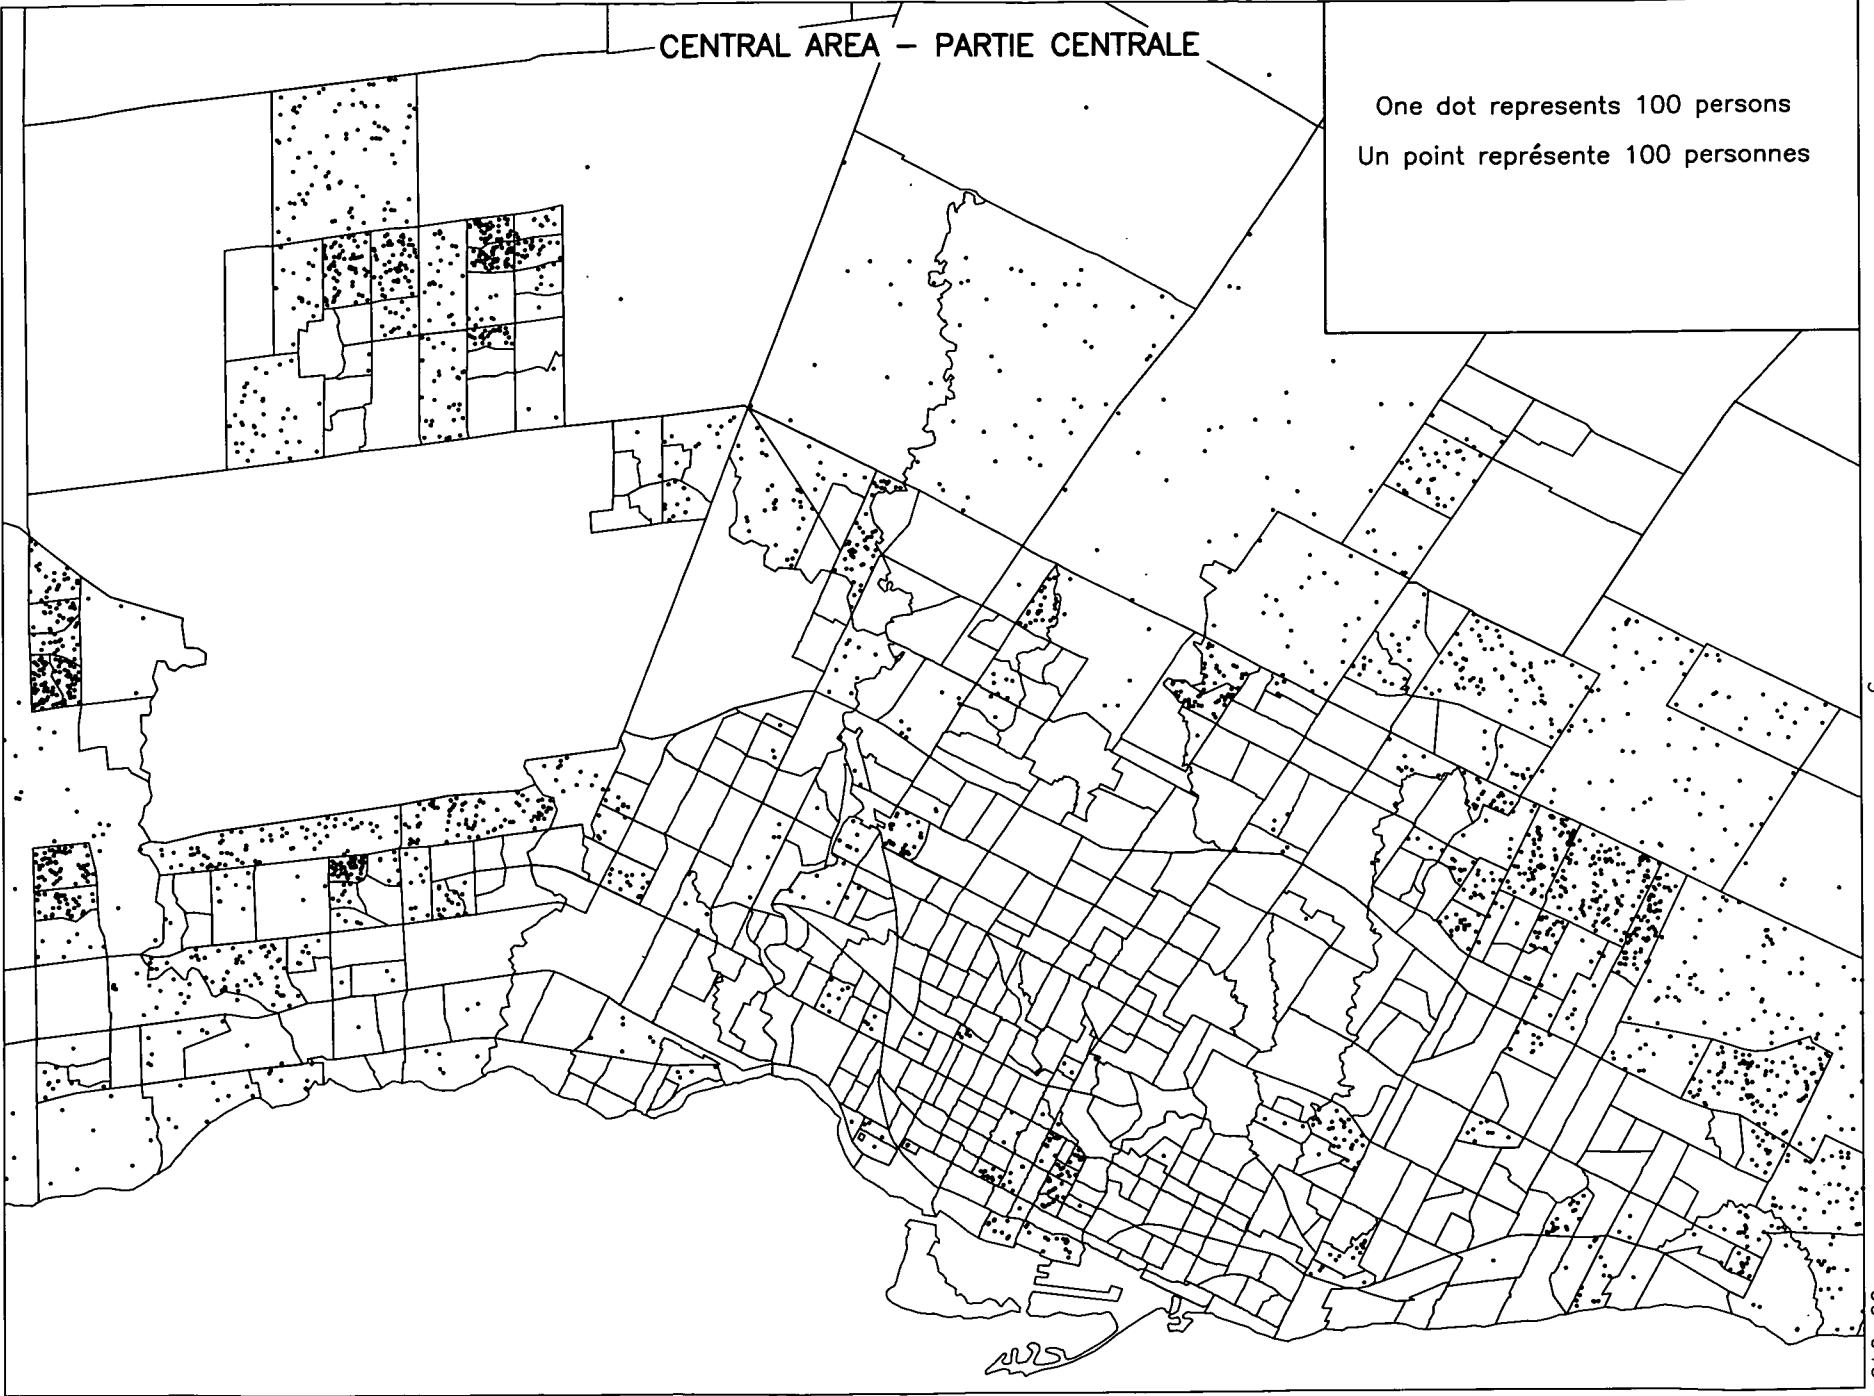 CENTRAL AREA – PARTIE CENTRALE
One dot represents 100 persons
Un point représente 100 personnes